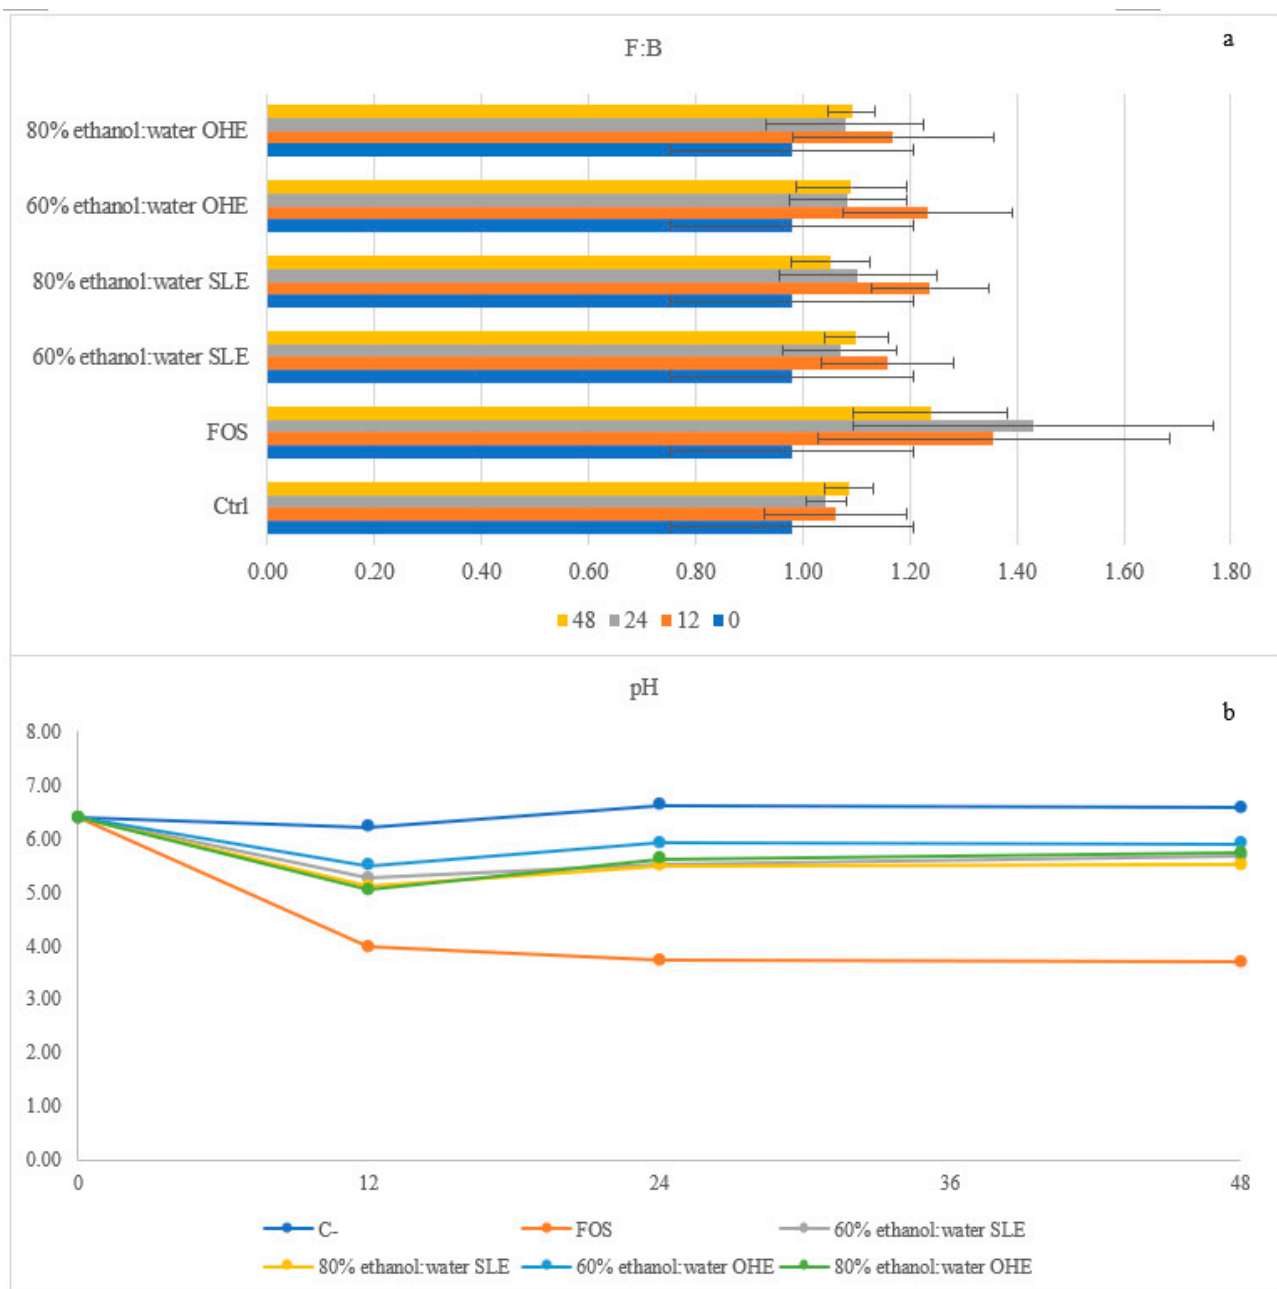 F:B
a
80% ethanol:water OHE
60% ethanol:water OHE
80% ethanol:water SLE
60% ethanol:water SLE
FOS
Ctrl
0.00 0.20 0.40 0.60 0.80 1.00 1.20 1.40 1.60 1.80
48 24 12 0
pH
b
8.00
7.00
6.00
5.00
4.00
3.00
2.00
1.00
0.00
0 12 24 36 48
C- FOS 60% ethanol:water SLE
80% ethanol:water SLE 60% ethanol:water OHE 80% ethanol:water OHE